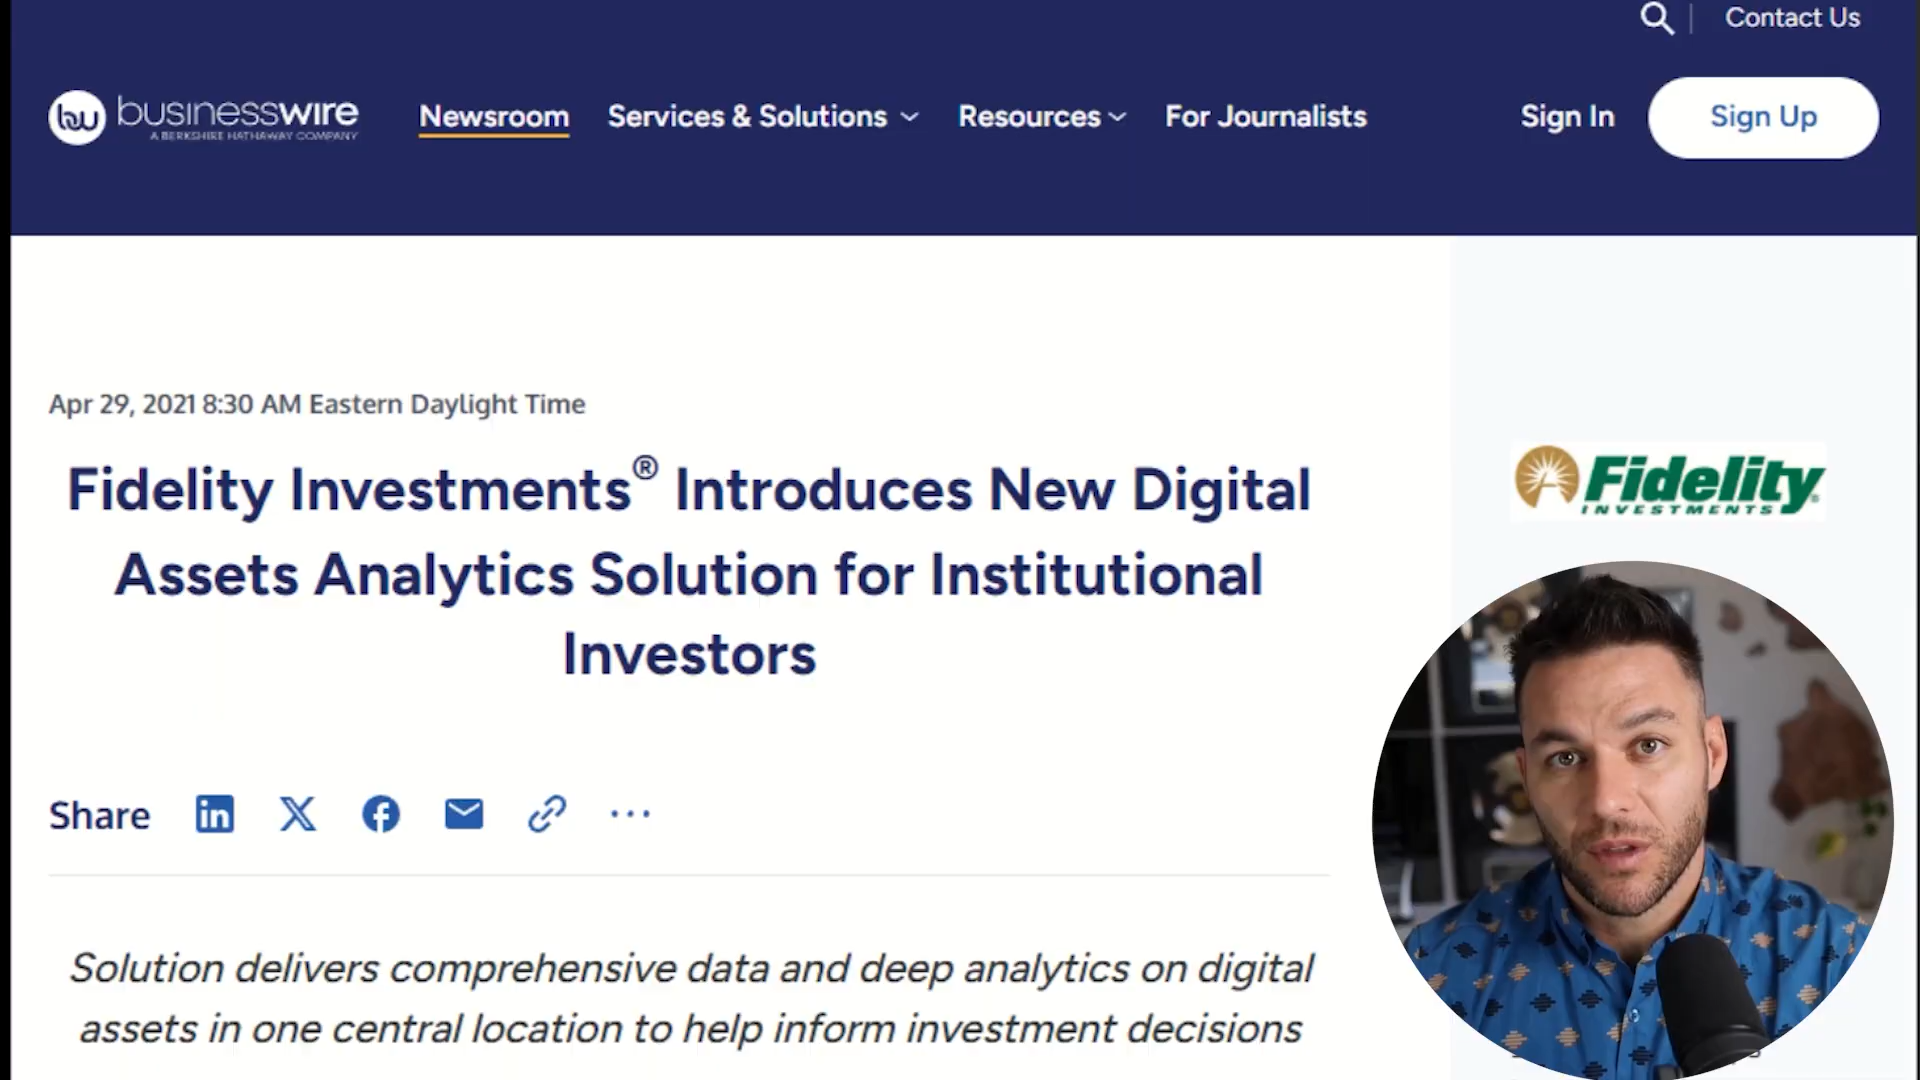 Contact Us
businesswire
A BERKSHIRE HATHAWAY COMPANY
Newsroom
Services & Solutions
Resources
For Journalists
Sign In
Sign Up
Apr 29, 2021 8:30 AM Eastern Daylight Time
Fidelity Investments® Introduces New Digital
Assets Analytics Solution for Institutional
Investors
Fidelity
INVESTMENTS
Share
Solution delivers comprehensive data and deep analytics on digital
assets in one central location to help inform investment decisions